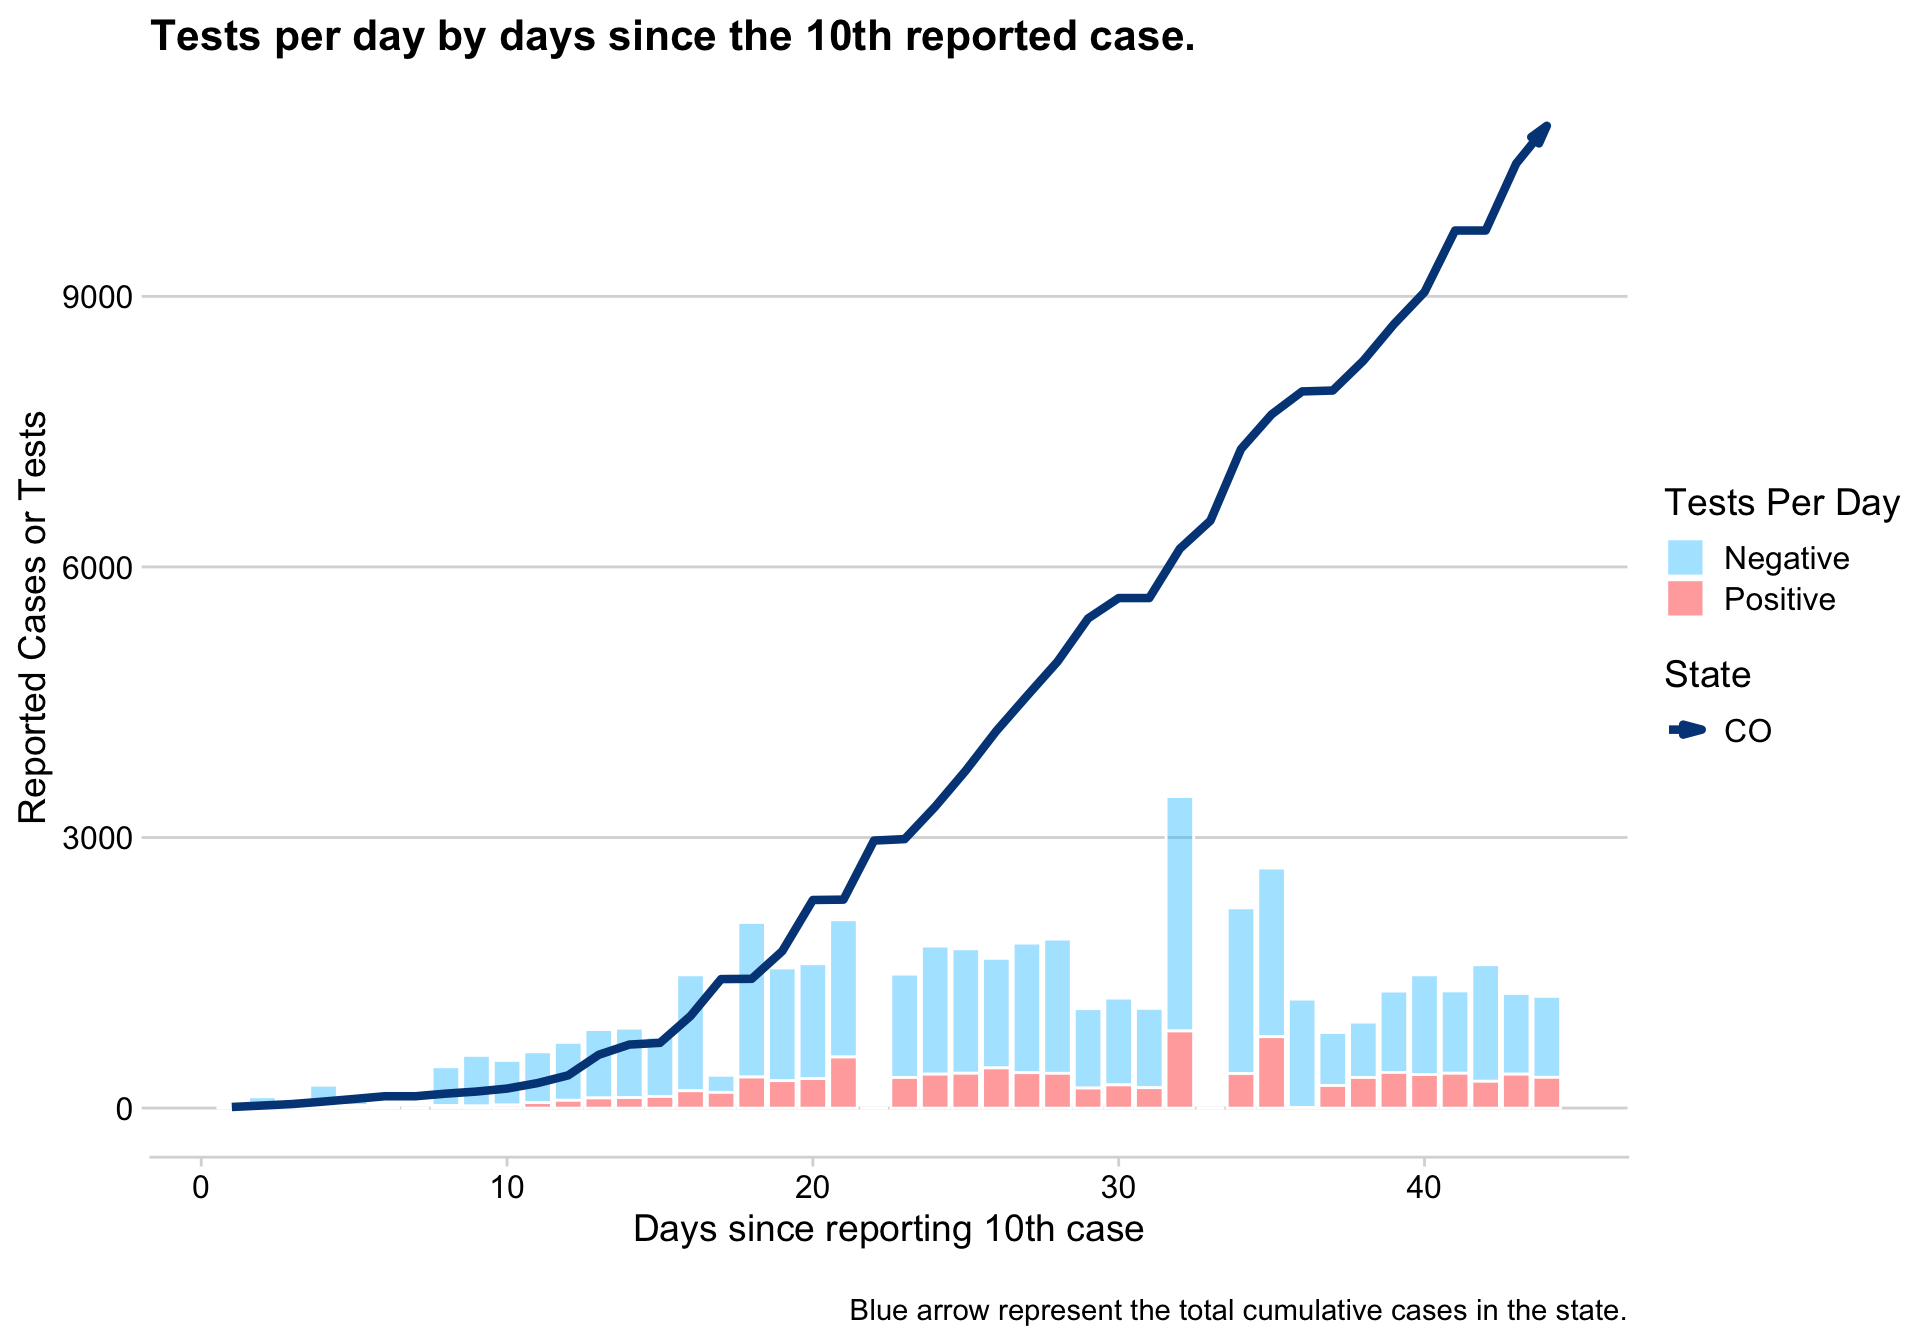 Tests per day by days since the 10th reported case.
Reported Cases or Tests
9000
6000
3000
0
0 10 20 30 40
Days since reporting 10th case
Tests Per Day
Negative
Positive
State
CO
Blue arrow represent the total cumulative cases in the state.